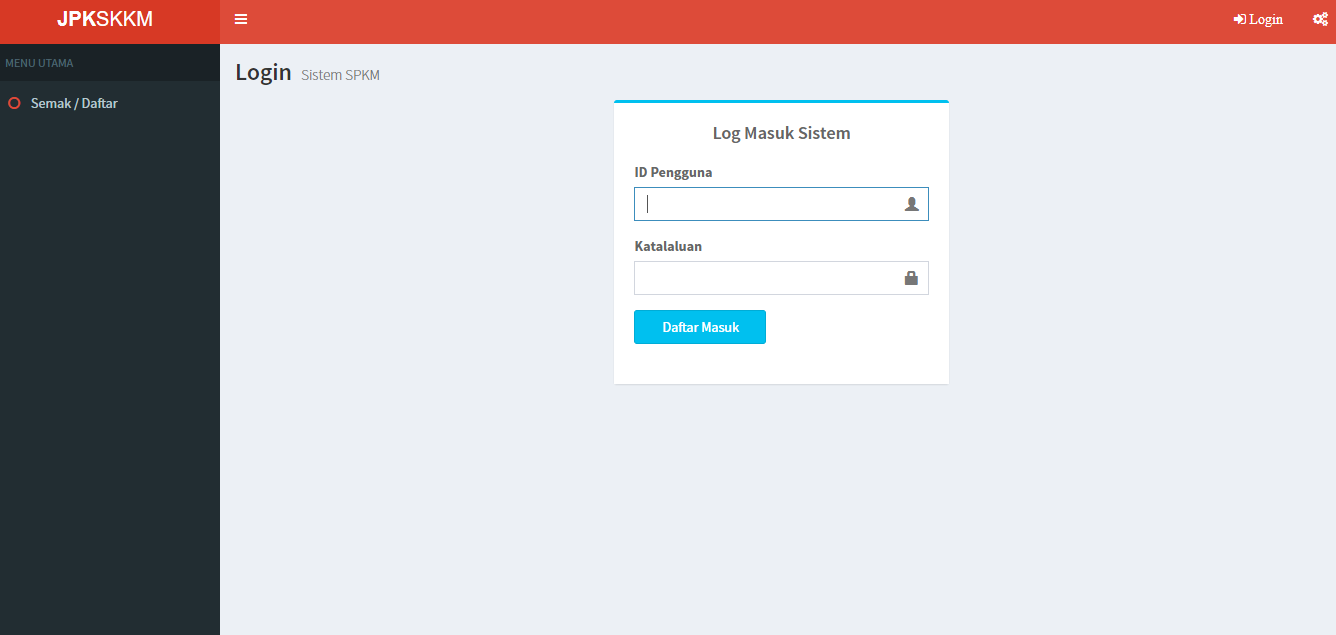 JPKSKKM
Login
MENU UTAMA
Semak / Daftar
Login Sistem SPKM
Log Masuk Sistem
ID Pengguna
Katalaluan
Daftar Masuk